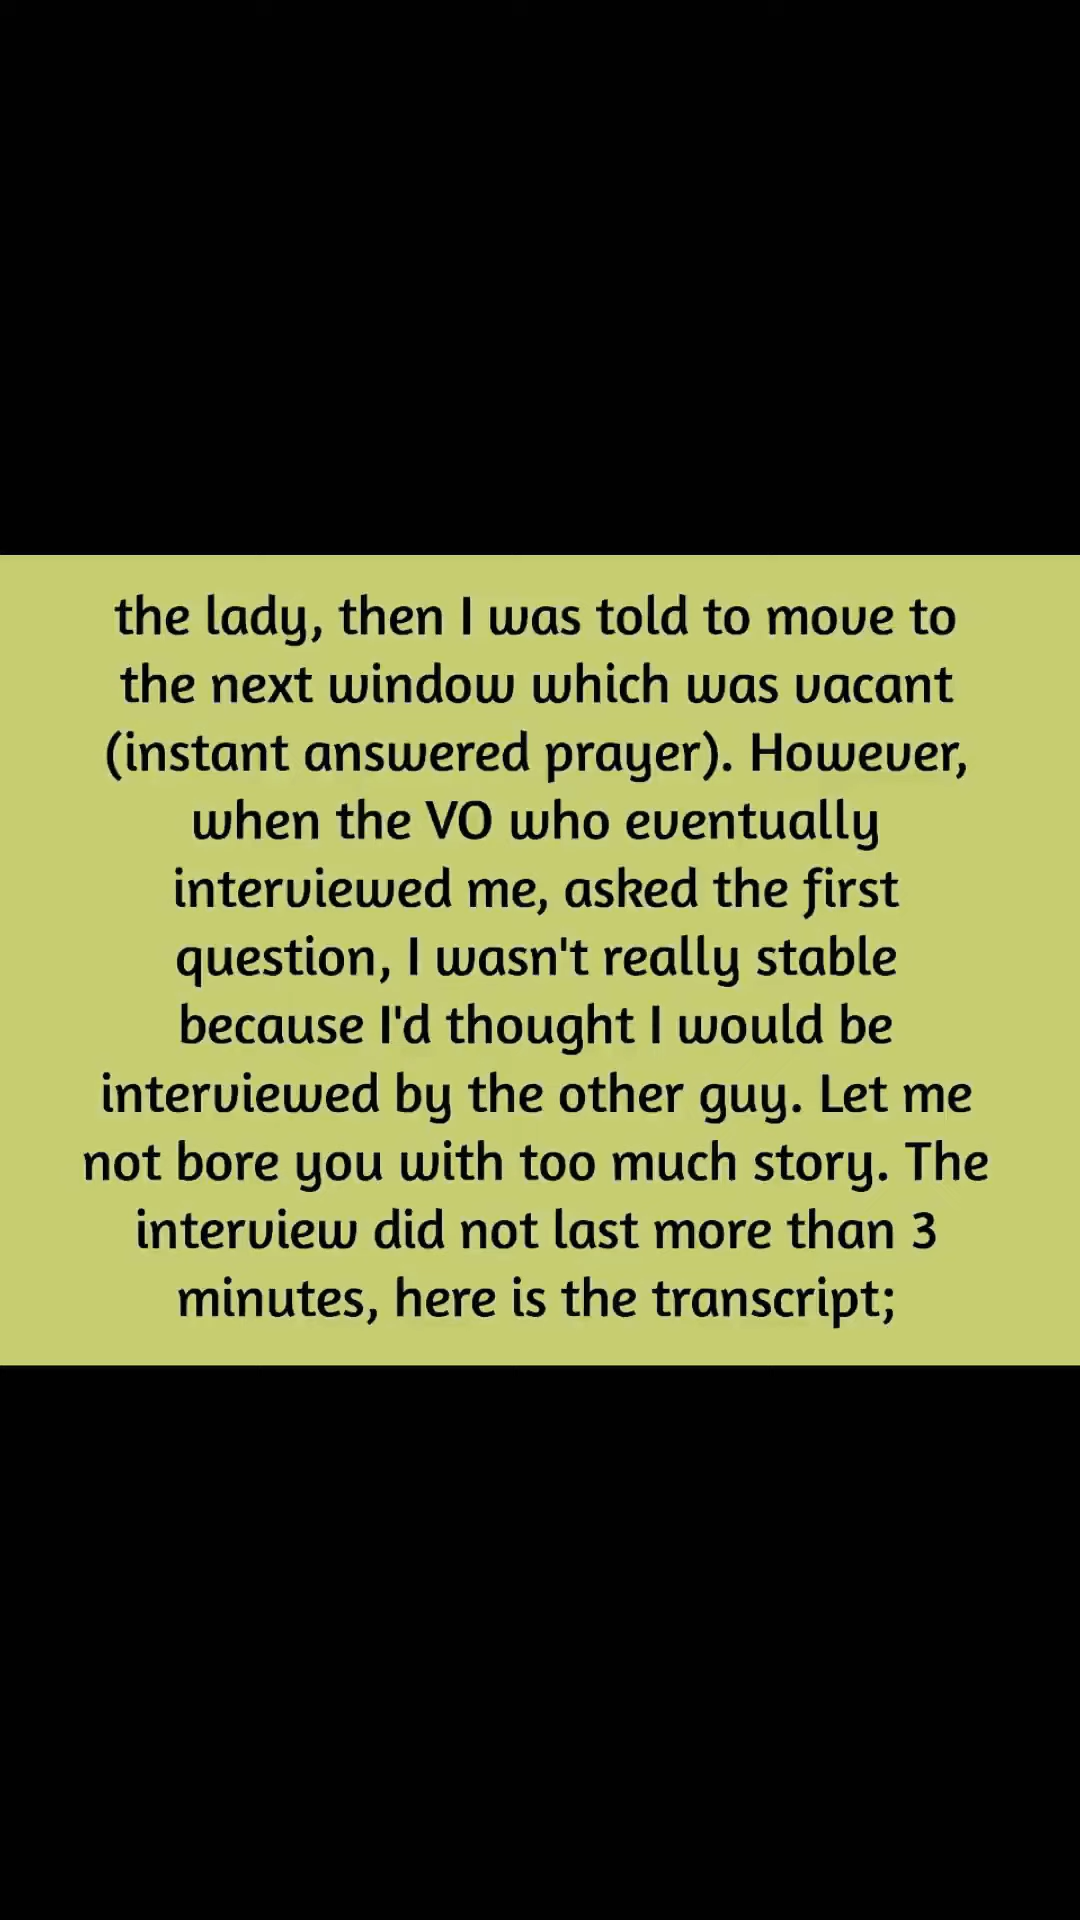 the lady, then I was told to move to
the next window which was vacant
(instant answered prayer). However,
when the VO who eventually
interviewed me, asked the first
question, I wasn't really stable
because I'd thought I would be
interviewed by the other guy. Let me
not bore you with too much story. The
interview did not last more than 3
minutes, here is the transcript;